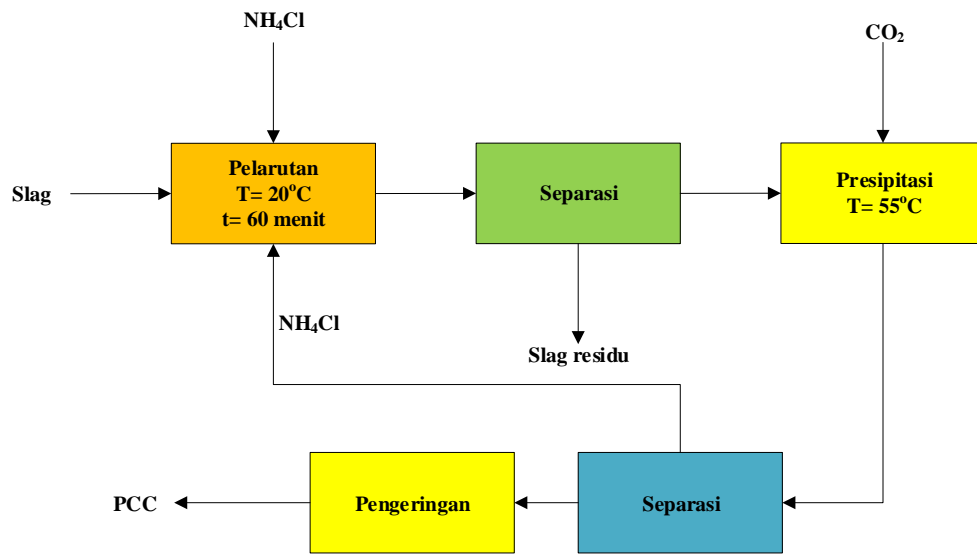 NH₄Cl
CO₂
Slag
Pelarutan
T= 20°C
t= 60 menit
Separasi
Presipitasi
T= 55°C
NH₄Cl
Slag residu
PCC
Pengeringan
Separasi